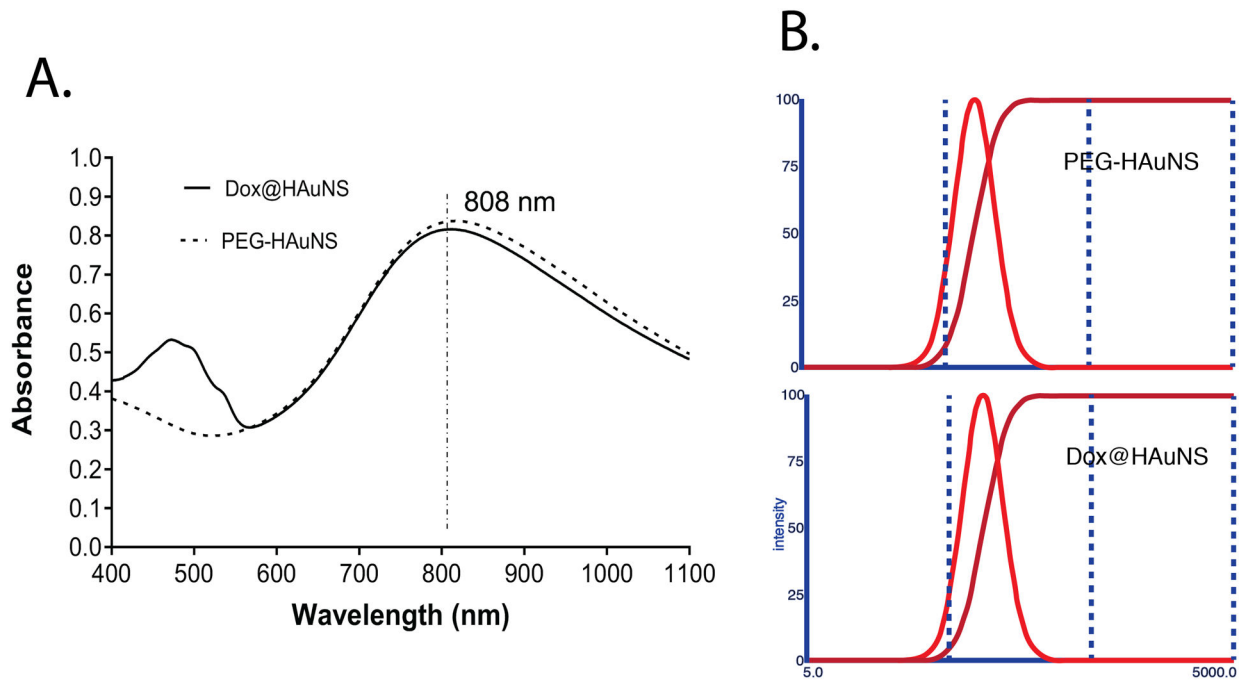 A.
Absorbance
1.0
0.9
0.8
0.7
0.6
0.5
0.4
0.3
0.2
0.1
0.0
Dox@HAuNS
PEG-HAuNS
808 nm
400 500 600 700 800 900 1000 1100
Wavelength (nm)
B.
100
75
50
25
0
PEG-HAuNS
intensity
100
75
50
25
0
Dox@HAuNS
5.0 5000.0